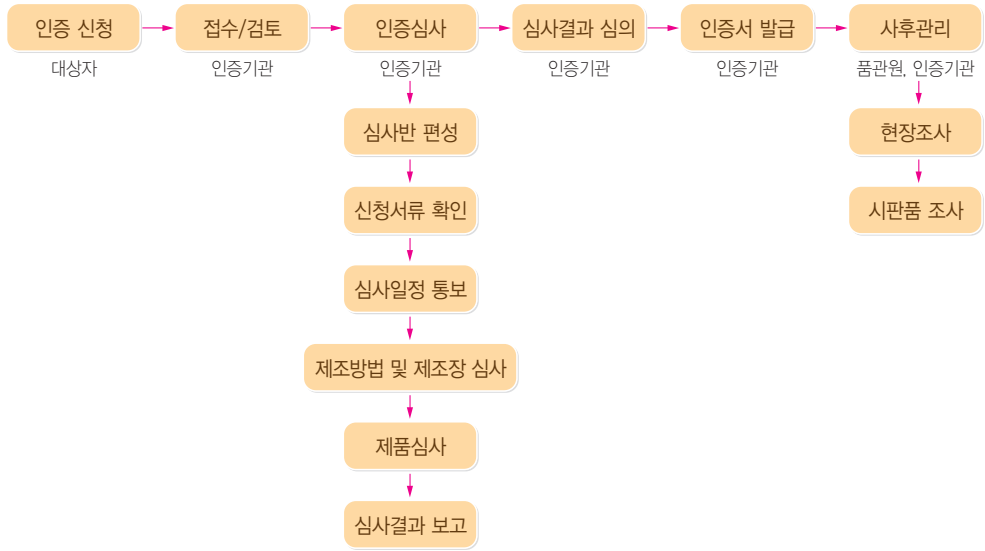 인증 신청
접수/검토
인증심사
심사결과 심의
인증서 발급
사후관리
대상자
인증기관
인증기관
인증기관
인증기관
품관원, 인증기관
심사반 편성
현장조사
신청서류 확인
시판품 조사
심사일정 통보
제조방법 및 제조장 심사
제품심사
심사결과 보고